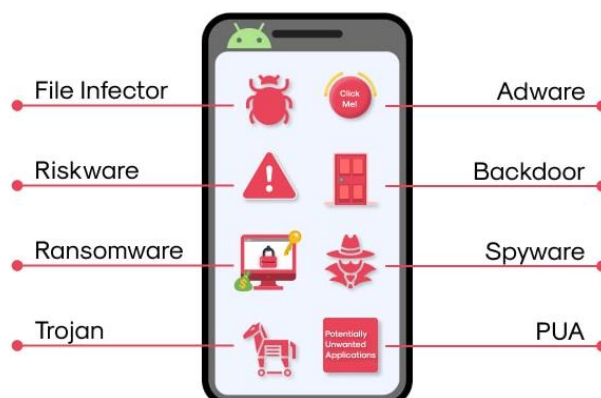 File Infector
Click
Me!
Adware
Riskware
Backdoor
Ransomware
Spyware
Trojan
Potentially
Unwanted
Applications
PUA